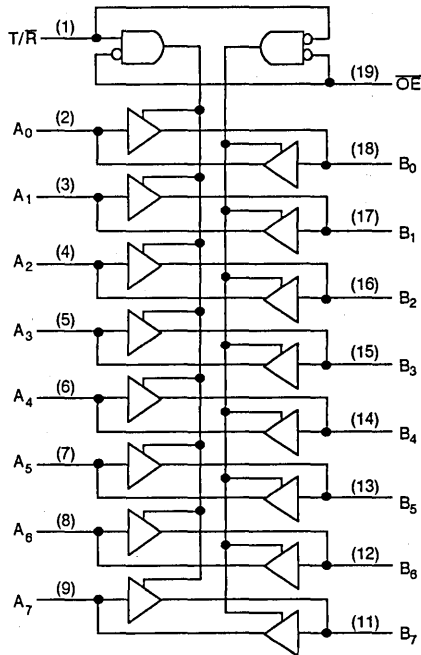 T/R̅ (1)
(19) O̅E̅
A₀ (2)
(18) B₀
A₁ (3)
(17) B₁
A₂ (4)
(16) B₂
A₃ (5)
(15) B₃
A₄ (6)
(14) B₄
A₅ (7)
(13) B₅
A₆ (8)
(12) B₆
A₇ (9)
(11) B₇